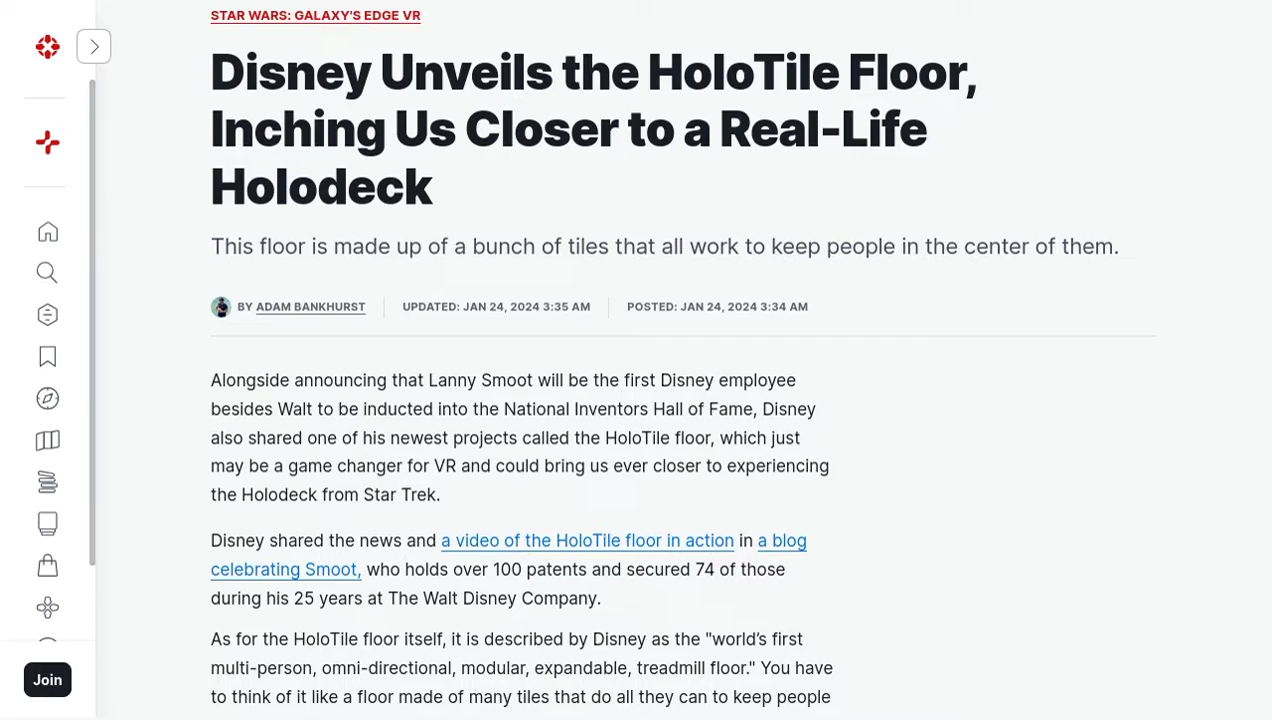 STAR WARS: GALAXY'S EDGE VR
Disney Unveils the HoloTile Floor,
Inching Us Closer to a Real-Life
Holodeck
This floor is made up of a bunch of tiles that all work to keep people in the center of them.
BY ADAM BANKHURST UPDATED: JAN 24, 2024 3:35 AM POSTED: JAN 24, 2024 3:34 AM
Alongside announcing that Lanny Smoot will be the first Disney employee
besides Walt to be inducted into the National Inventors Hall of Fame, Disney
also shared one of his newest projects called the HoloTile floor, which just
may be a game changer for VR and could bring us ever closer to experiencing
the Holodeck from Star Trek.
Disney shared the news and a video of the HoloTile floor in action in a blog
celebrating Smoot, who holds over 100 patents and secured 74 of those
during his 25 years at The Walt Disney Company.
As for the HoloTile floor itself, it is described by Disney as the "world’s first
multi-person, omni-directional, modular, expandable, treadmill floor." You have
to think of it like a floor made of many tiles that do all they can to keep people
Join